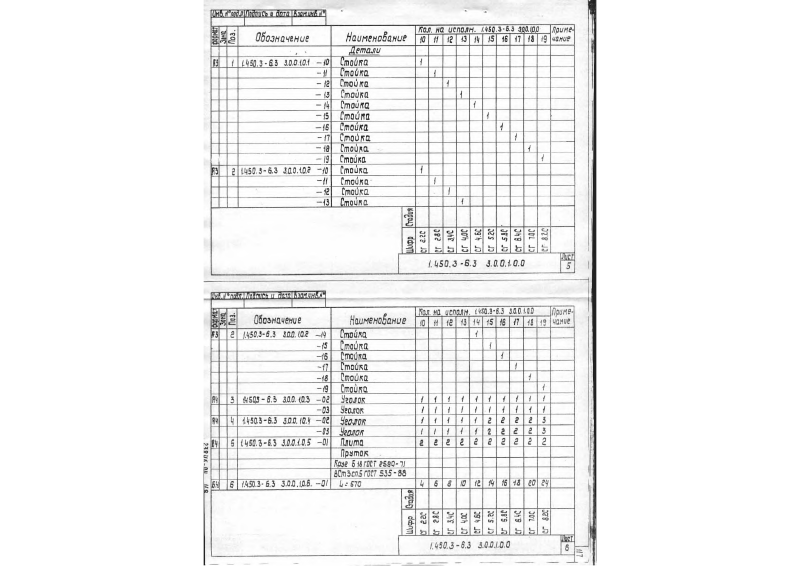 Инв. № подл. Подпись и дата Взам.инв.№
Формат Зона Поз. Обозначение Наименование Кол. на исполн. 1.450.3-6.3 3.0.0.1.0.0 Приме-
чание
10 11 12 13 14 15 16 17 18 19
Детали
1 1.450.3-6.3 3.0.0.1.0.1 -10 Стойка 1
-11 Стойка 1
-12 Стойка 1
-13 Стойка 1
-14 Стойка 1
-15 Стойка 1
-16 Стойка 1
-17 Стойка 1
-18 Стойка 1
-19 Стойка 1
2 1.450.3-6.3 3.0.0.1.0.2 -10 Стойка 1
-11 Стойка 1
-12 Стойка 1
-13 Стойка 1
Стадия
Шифр СГ 2.2С СГ 2.8С СГ 3.4С СГ 4.0С СГ 4.6С СГ 5.2С СГ 5.8С СГ 6.4С СГ 7.0С СГ 8.2С
1.450.3-6.3 3.0.0.1.0.0
Лист
5
Инв. № подл. Подпись и дата Взам.инв.№
Формат Зона Поз. Обозначение Наименование Кол. на исполн. 1.450.3-6.3 3.0.0.1.0.0 Приме-
чание
10 11 12 13 14 15 16 17 18 19
2 1.450.3-6.3 3.0.0.1.0.2 -14 Стойка 1
-15 Стойка 1
-16 Стойка 1
-17 Стойка 1
-18 Стойка 1
-19 Стойка 1
А4 3 1.450.3-6.3 3.0.0.1.0.3 -02 Уголок 1 1 1 1 1 1 1 1 1 1
-03 Уголок 1 1 1 1 1 1 1 1 1 1
А4 4 1.450.3-6.3 3.0.0.1.0.4 -02 Уголок 1 1 1 1 1 2 2 2 2 3
-03 Уголок 1 1 1 1 1 2 2 2 2 3
5 1.450.3-6.3 3.0.0.1.0.5 -01 Плита 2 2 2 2 2 2 2 2 2 2
Пруток
ГОСТ 2590-71
ВСт3сп5 ГОСТ 535-88
6 1.450.3-6.3 3.0.0.1.0.6 -01 L=670 4 6 8 10 12 14 16 18 20 24
Стадия
Шифр СГ 2.2С СГ 2.8С СГ 3.4С СГ 4.0С СГ 4.6С СГ 5.2С СГ 5.8С СГ 6.4С СГ 7.0С СГ 8.2С
1.450.3-6.3 3.0.0.1.0.0
Лист
6